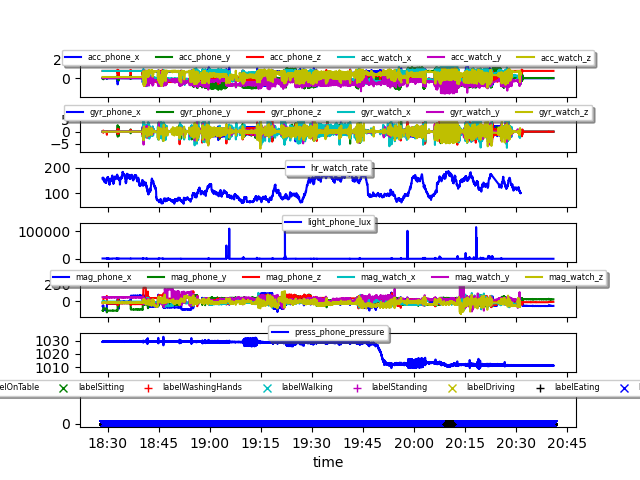 acc_phone_x acc_phone_y acc_phone_z acc_watch_x acc_watch_y acc_watch_z
2
0
gyr_phone_x gyr_phone_y gyr_phone_z gyr_watch_x gyr_watch_y gyr_watch_z
0
−5
hr_watch_rate
200
100
light_phone_lux
100000
0
mag_phone_x mag_phone_y mag_phone_z mag_watch_x mag_watch_y mag_watch_z
250
0
press_phone_pressure
1030
1020
1010
elOnTable labelSitting labelWashingHands labelWalking labelStanding labelDriving labelEating
0
18:30 18:45 19:00 19:15 19:30 19:45 20:00 20:15 20:30 20:45
time